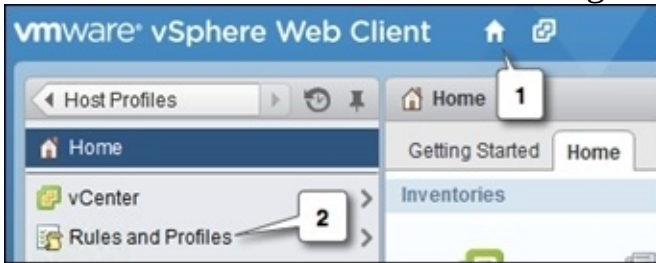 vmware® vSphere Web Client
1
Host Profiles
Home
Home
Getting Started
Home
vCenter
Inventories
Rules and Profiles
2